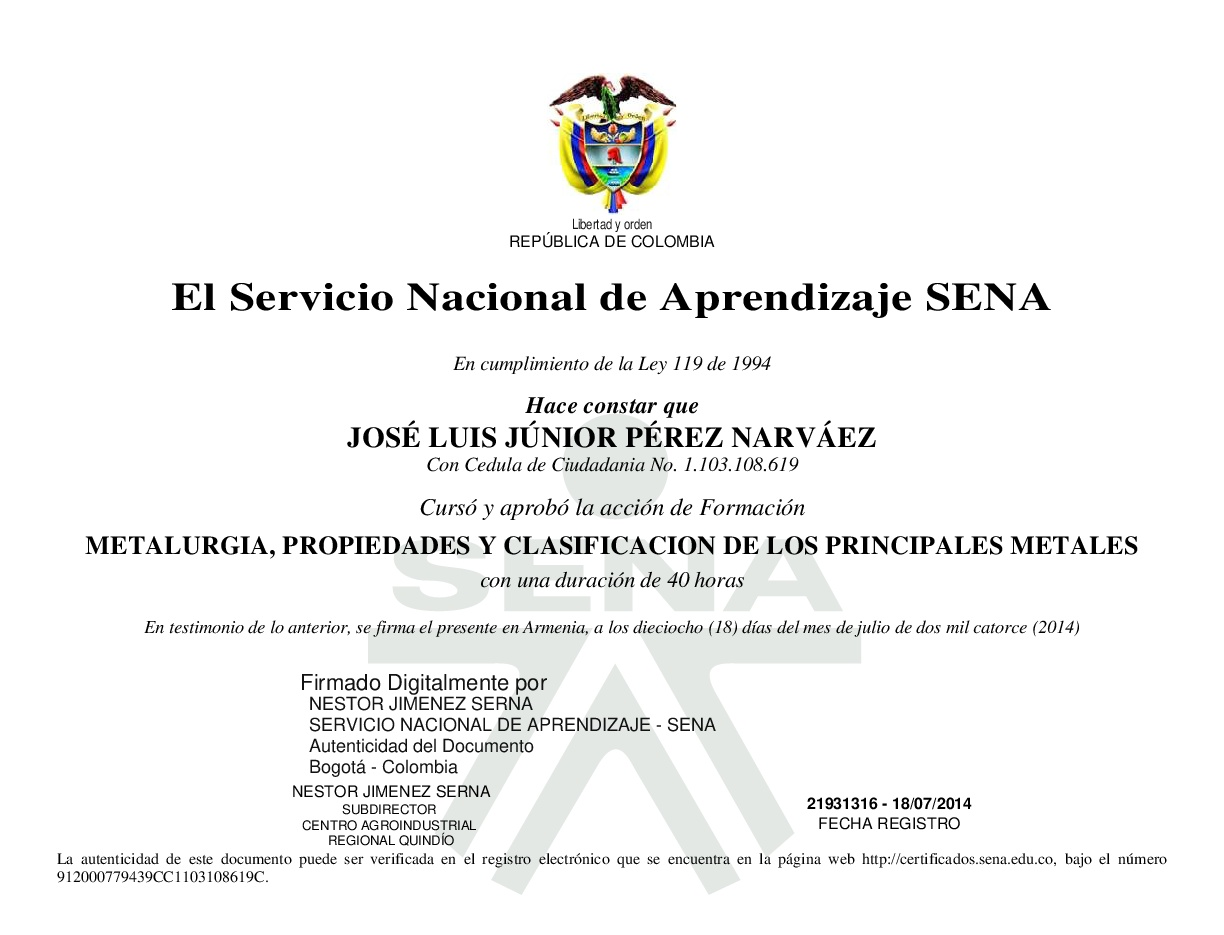 Libertad y Orden
Libertad y orden
REPÚBLICA DE COLOMBIA
El Servicio Nacional de Aprendizaje SENA
En cumplimiento de la Ley 119 de 1994
Hace constar que
JOSÉ LUIS JÚNIOR PÉREZ NARVÁEZ
Con Cedula de Ciudadania No. 1.103.108.619
Cursó y aprobó la acción de Formación
METALURGIA, PROPIEDADES Y CLASIFICACION DE LOS PRINCIPALES METALES
SENA
con una duración de 40 horas
En testimonio de lo anterior, se firma el presente en Armenia, a los dieciocho (18) días del mes de julio de dos mil catorce (2014)
Firmado Digitalmente por
NESTOR JIMENEZ SERNA
SERVICIO NACIONAL DE APRENDIZAJE - SENA
Autenticidad del Documento
Bogotá - Colombia
NESTOR JIMENEZ SERNA
SUBDIRECTOR
CENTRO AGROINDUSTRIAL
REGIONAL QUINDÍO
21931316 - 18/07/2014
FECHA REGISTRO
La autenticidad de este documento puede ser verificada en el registro electrónico que se encuentra en la página web http://certificados.sena.edu.co, bajo el número
912000779439CC1103108619C.